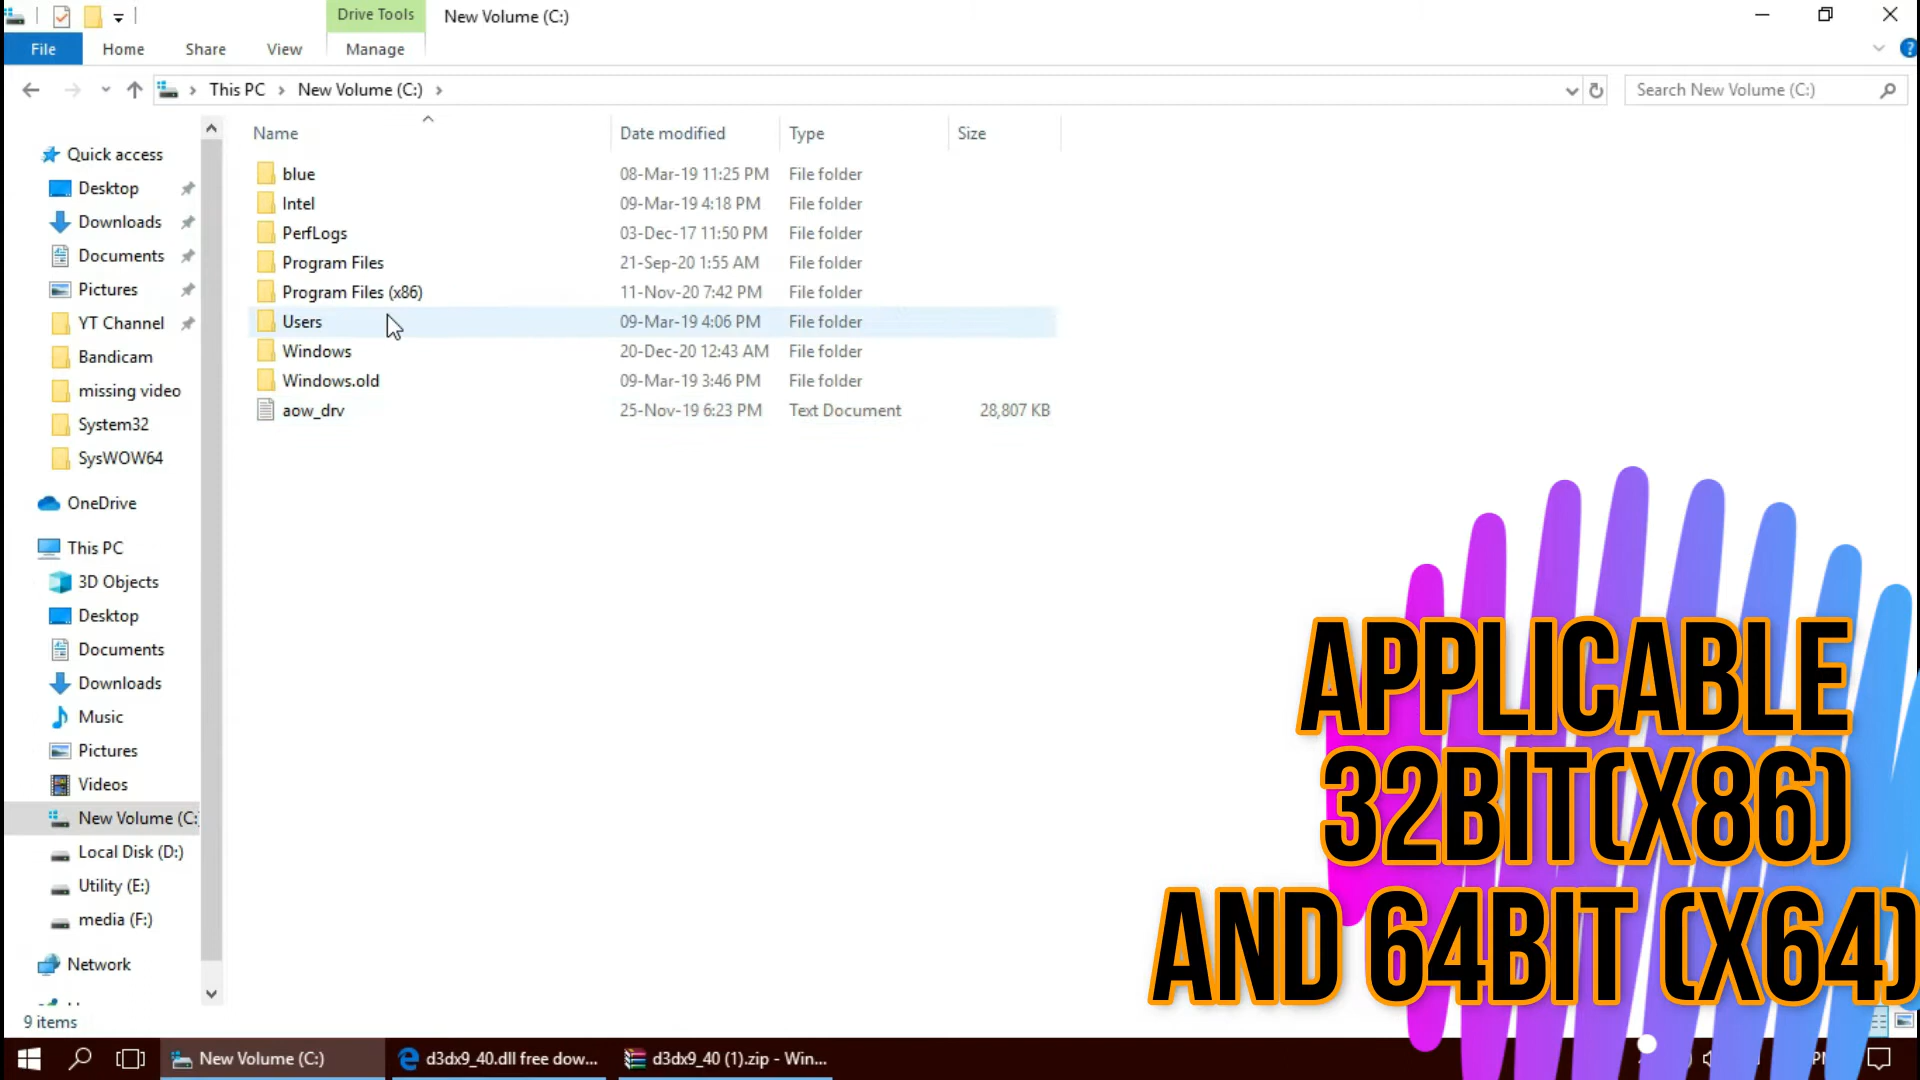 Drive Tools
New Volume (C:)
File
Home
Share
View
Manage
This PC
New Volume (C:)
Search New Volume (C:)
Name
Date modified
Type
Size
Quick access
Desktop
Downloads
Documents
Pictures
YT Channel
Bandicam
missing video
System32
SysWOW64
OneDrive
This PC
3D Objects
Desktop
Documents
Downloads
Music
Pictures
Videos
New Volume (C:
Local Disk (D:)
Utility (E:)
media (F:)
Network
blue 08-Mar-19 11:25 PM File folder
Intel 09-Mar-19 4:18 PM File folder
PerfLogs 03-Dec-17 11:50 PM File folder
Program Files 21-Sep-20 1:55 AM File folder
Program Files (x86) 11-Nov-20 7:42 PM File folder
Users 09-Mar-19 4:06 PM File folder
Windows 20-Dec-20 12:43 AM File folder
Windows.old 09-Mar-19 3:46 PM File folder
aow_drv 25-Nov-19 6:23 PM Text Document 28,807 KB
APPLICABLE
32BIT(X86)
AND 64BIT (X64)
9 items
New Volume (C:)
d3dx9_40.dll free dow...
d3dx9_40 (1).zip - Win...